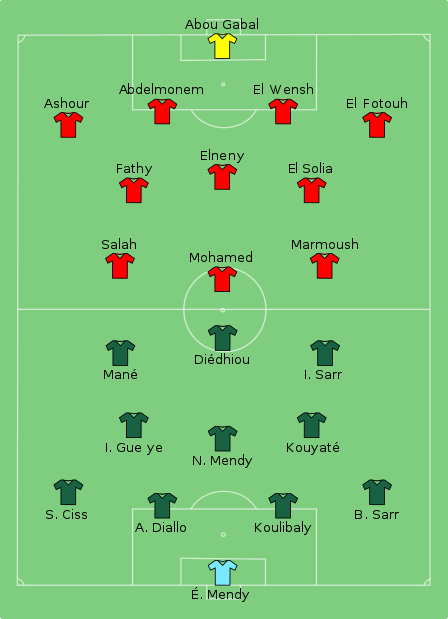 Abou Gabal
Abdelmonem
El Wensh
Ashour
El Fotouh
Elneny
Fathy
El Solia
Salah
Mohamed
Marmoush
Diédhiou
Mané
I. Sarr
I. Gue ye
N. Mendy
Kouyaté
S. Ciss
A. Diallo
Koulibaly
B. Sarr
É. Mendy